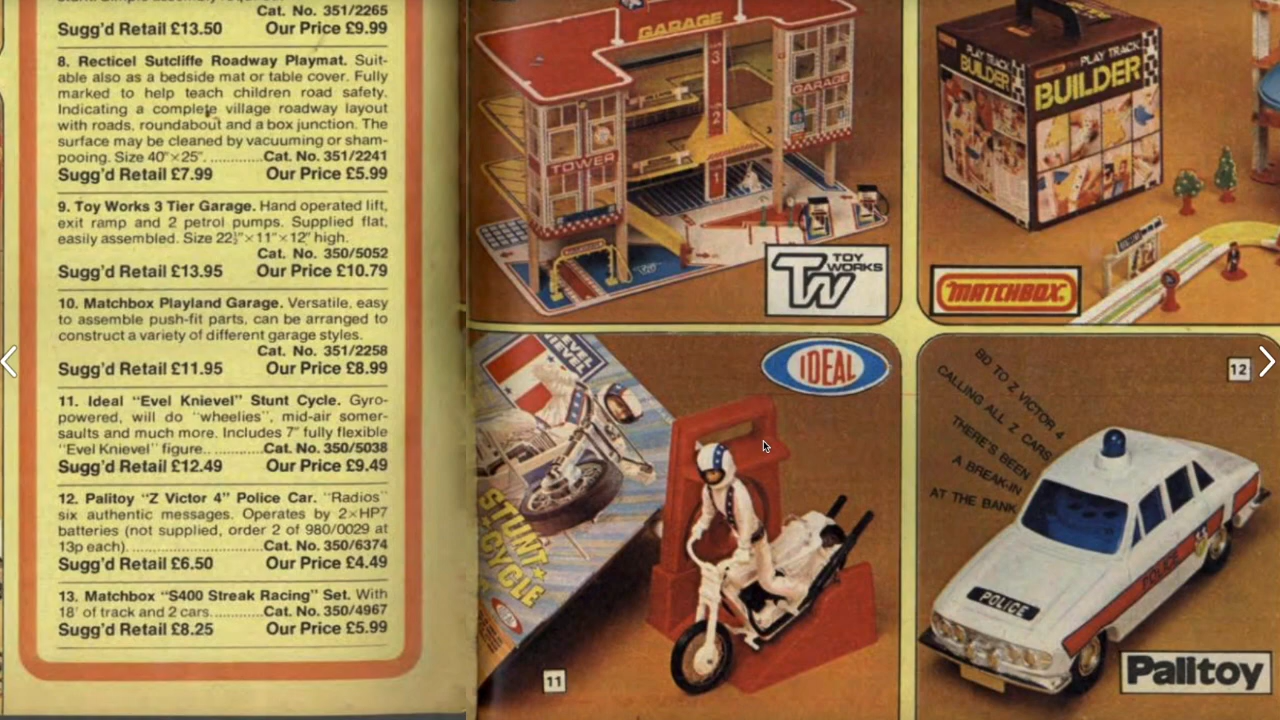 Cat. No. 351/2265
Sugg'd Retail £13.50 Our Price £9.99
8. Recticel Sutcliffe Roadway Playmat. Suit-
able also as a bedside mat or table cover. Fully
marked to help teach children road safety.
Indicating a complete village roadway layout
with roads, roundabout and a box junction. The
surface may be cleaned by vacuuming or sham-
pooing. Size 40"×25". ............Cat. No. 351/2241
Sugg'd Retail £7.99 Our Price £5.99
9. Toy Works 3 Tier Garage. Hand operated lift,
exit ramp and 2 petrol pumps. Supplied flat,
easily assembled. Size 22½"×11"×12" high.
Cat. No. 350/5052
Sugg'd Retail £13.95 Our Price £10.79
10. Matchbox Playland Garage. Versatile, easy
to assemble push-fit parts, can be arranged to
construct a variety of different garage styles.
Cat. No. 351/2258
Sugg'd Retail £11.95 Our Price £8.99
11. Ideal "Evel Knievel" Stunt Cycle. Gyro-
powered, will do "wheelies", mid-air somer-
saults and much more. Includes 7" fully flexible
"Evel Knievel" figure.. ............Cat. No. 350/5038
Sugg'd Retail £12.49 Our Price £9.49
12. Palitoy "Z Victor 4" Police Car. "Radios"
six authentic messages. Operates by 2×HP7
batteries (not supplied, order 2 of 980/0029 at
13p each)..........................Cat. No. 350/6374
Sugg'd Retail £6.50 Our Price £4.49
13. Matchbox "S400 Streak Racing" Set. With
18' of track and 2 cars............Cat. No. 350/4967
Sugg'd Retail £8.25 Our Price £5.99
GARAGE
3
2
1
GARAGE
TOWER
TW TOY
WORKS
PLAY TRACK
BUILDER
PLAY TRACK
BUILDER
MATCHBOX
EVEL
KNIEVEL
STUNT
CYCLE
IDEAL
IDEAL
11
12
BD TO Z VICTOR 4
CALLING ALL Z CARS
THERE'S BEEN
A BREAK-IN
AT THE BANK
POLICE
POLICE
Palitoy